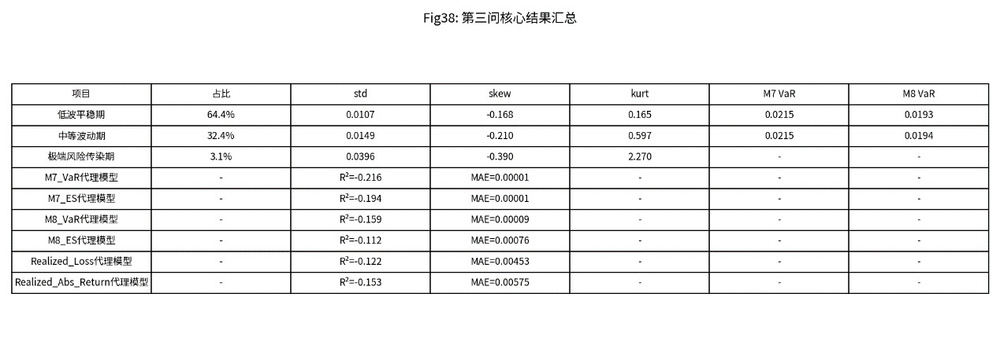 Fig38: 第三问核心结果汇总
项目 占比 std skew kurt M7 VaR M8 VaR
低波平稳期 64.4% 0.0107 -0.168 0.165 0.0215 0.0193
中等波动期 32.4% 0.0149 -0.210 0.597 0.0215 0.0194
极端风险传染期 3.1% 0.0396 -0.390 2.270 - -
M7_VaR代理模型 - R²=-0.216 MAE=0.00001 - - -
M7_ES代理模型 - R²=-0.194 MAE=0.00001 - - -
M8_VaR代理模型 - R²=-0.159 MAE=0.00009 - - -
M8_ES代理模型 - R²=-0.112 MAE=0.00076 - - -
Realized_Loss代理模型 - R²=-0.122 MAE=0.00453 - - -
Realized_Abs_Return代理模型 - R²=-0.153 MAE=0.00575 - - -